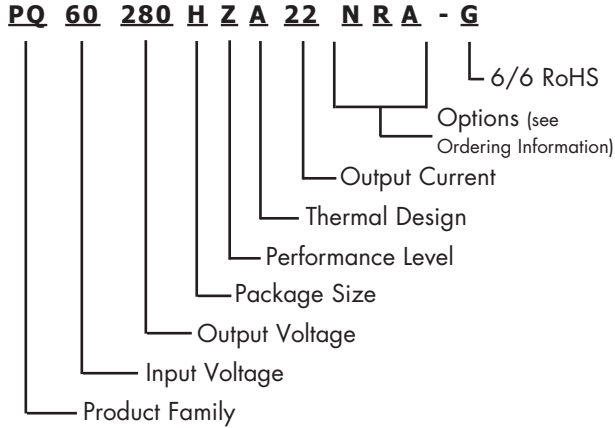 PQ 60 280 H Z A 22 N R A - G
6/6 RoHS
Options (see
Ordering Information)
Output Current
Thermal Design
Performance Level
Package Size
Output Voltage
Input Voltage
Product Family